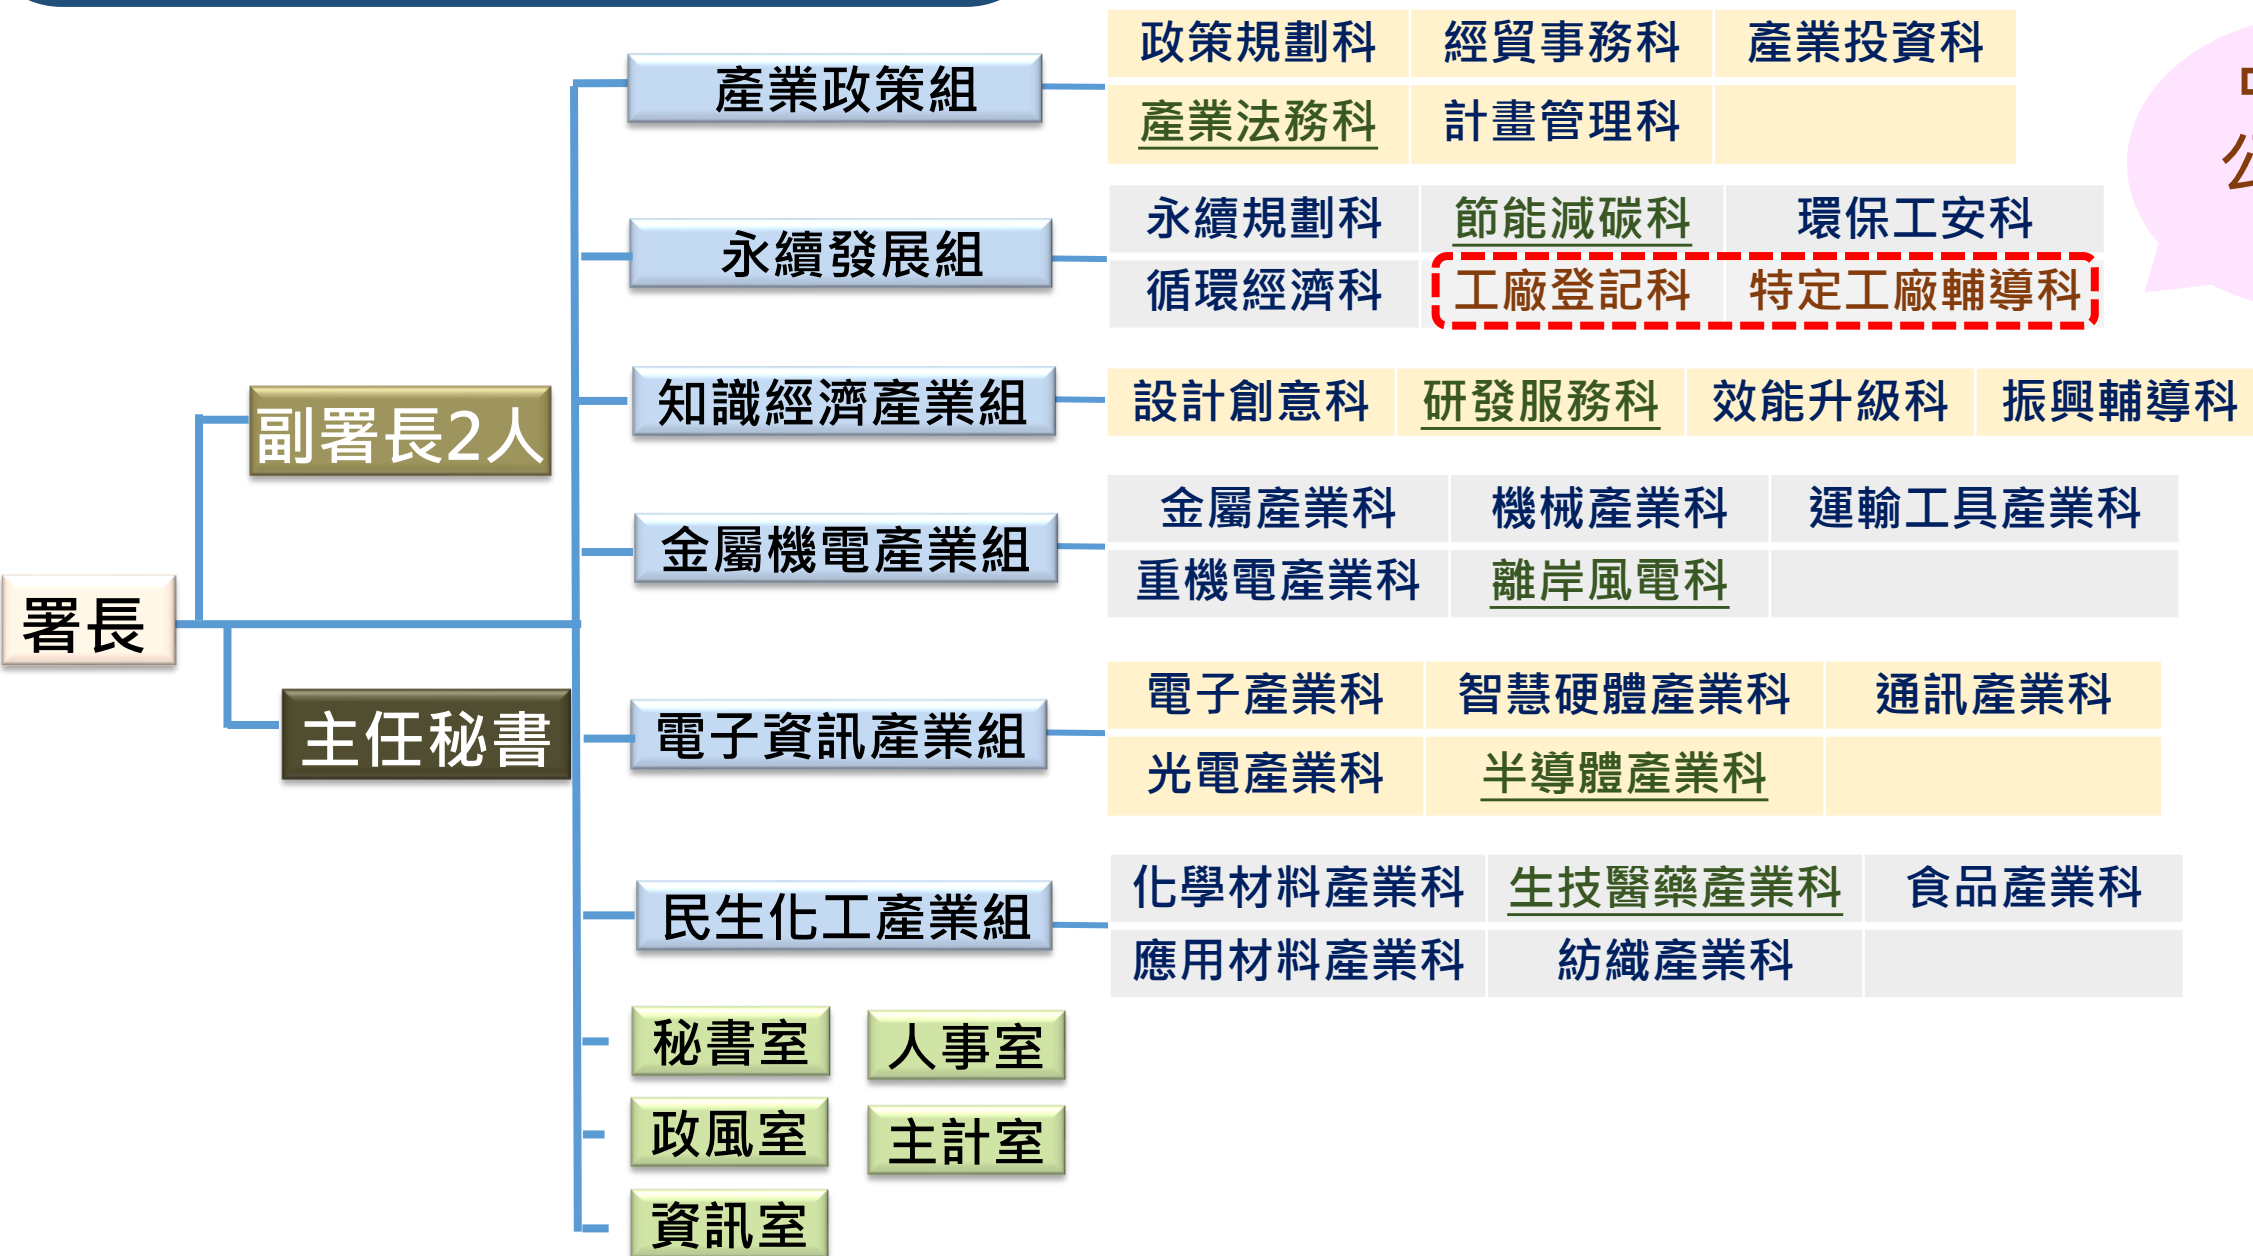 產業政策組
政策規劃科 經貿事務科 產業投資科
產業法務科 計畫管理科
永續發展組
永續規劃科 節能減碳科 環保工安科
循環經濟科 工廠登記科 特定工廠輔導科
知識經濟產業組
設計創意科 研發服務科 效能升級科 振興輔導科
副署長2人
金屬機電產業組
金屬產業科 機械產業科 運輸工具產業科
重機電產業科 離岸風電科
署長
主任秘書
電子資訊產業組
電子產業科 智慧硬體產業科 通訊產業科
光電產業科 半導體產業科
民生化工產業組
化學材料產業科 生技醫藥產業科 食品產業科
應用材料產業科 紡織產業科
秘書室 人事室
政風室 主計室
資訊室